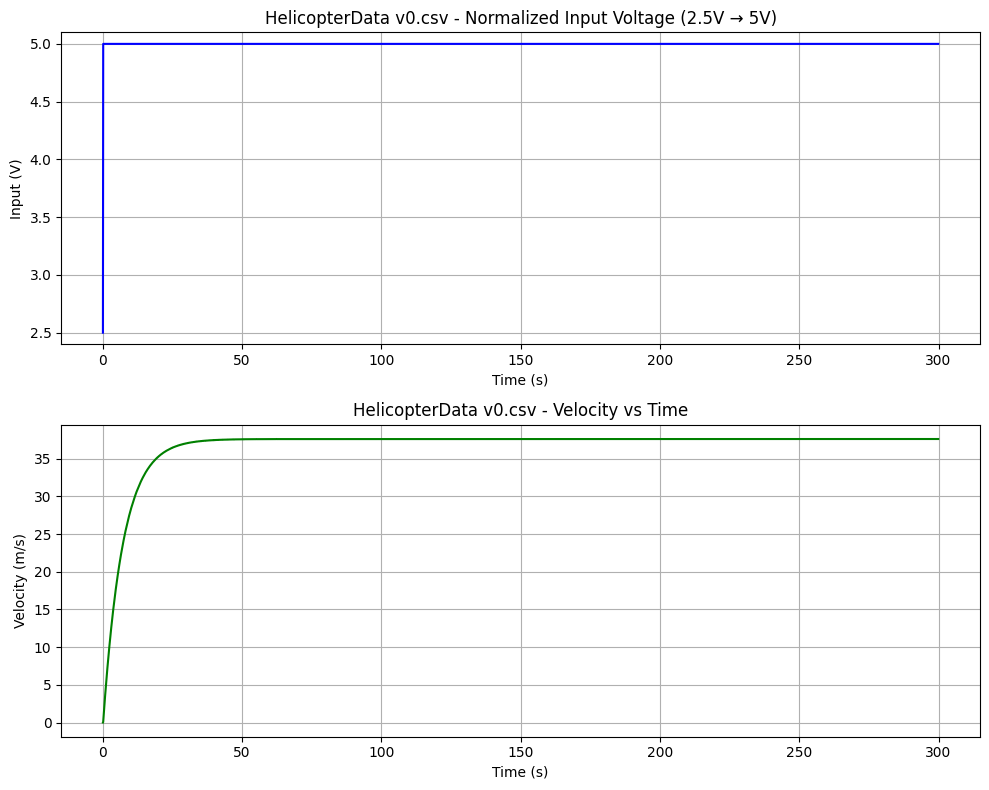 HelicopterData v0.csv - Normalized Input Voltage (2.5V → 5V)
5.0
4.5
4.0
3.5
3.0
2.5
Input (V)
0 50 100 150 200 250 300
Time (s)
HelicopterData v0.csv - Velocity vs Time
35
30
25
20
15
10
5
0
Velocity (m/s)
0 50 100 150 200 250 300
Time (s)